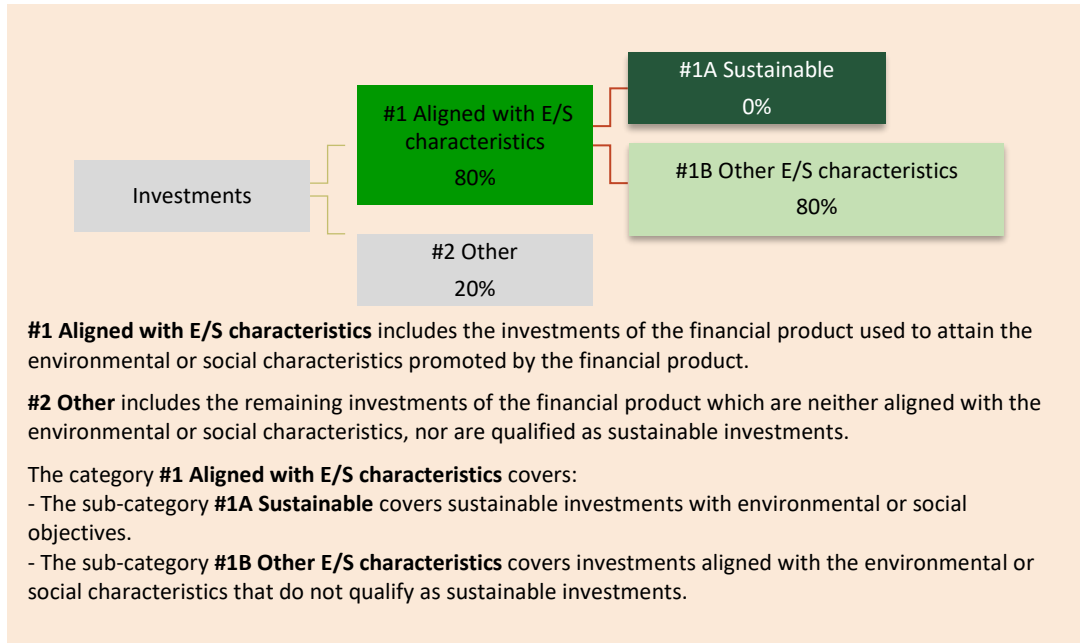 #1A Sustainable
0%
#1 Aligned with E/S
characteristics
80%
#1B Other E/S characteristics
80%
Investments
#2 Other
20%
#1 Aligned with E/S characteristics includes the investments of the financial product used to attain the
environmental or social characteristics promoted by the financial product.
#2 Other includes the remaining investments of the financial product which are neither aligned with the
environmental or social characteristics, nor are qualified as sustainable investments.
The category #1 Aligned with E/S characteristics covers:
- The sub-category #1A Sustainable covers sustainable investments with environmental or social
objectives.
- The sub-category #1B Other E/S characteristics covers investments aligned with the environmental or
social characteristics that do not qualify as sustainable investments.